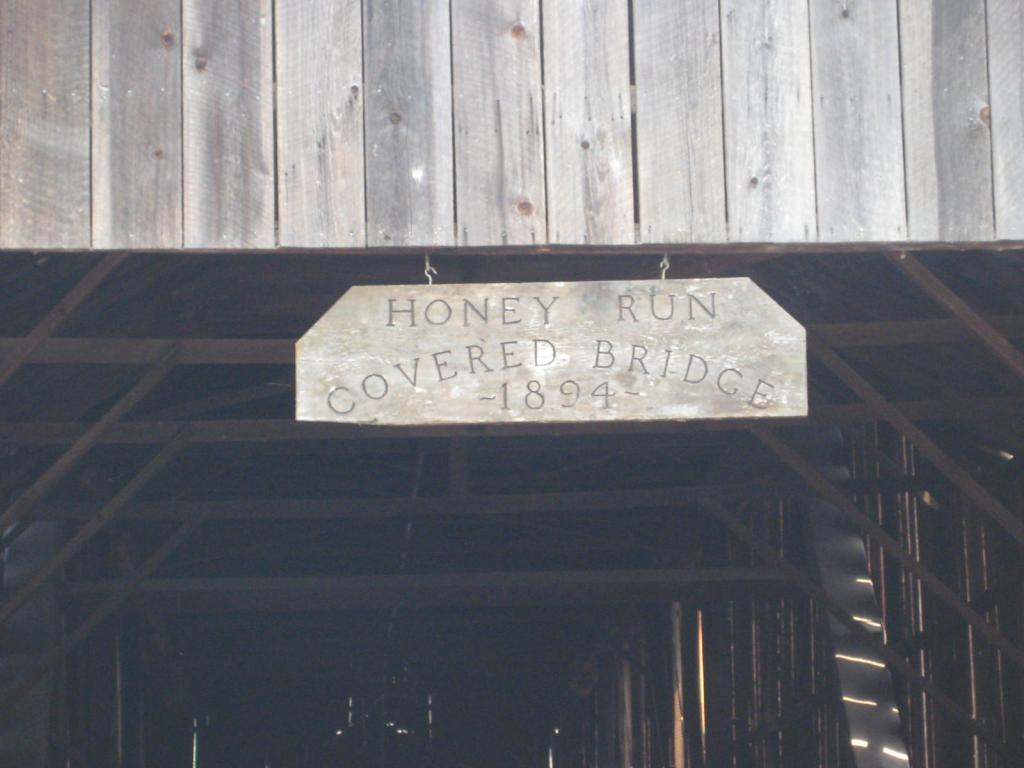 HONEY RUN
COVERED BRIDGE
~1894~